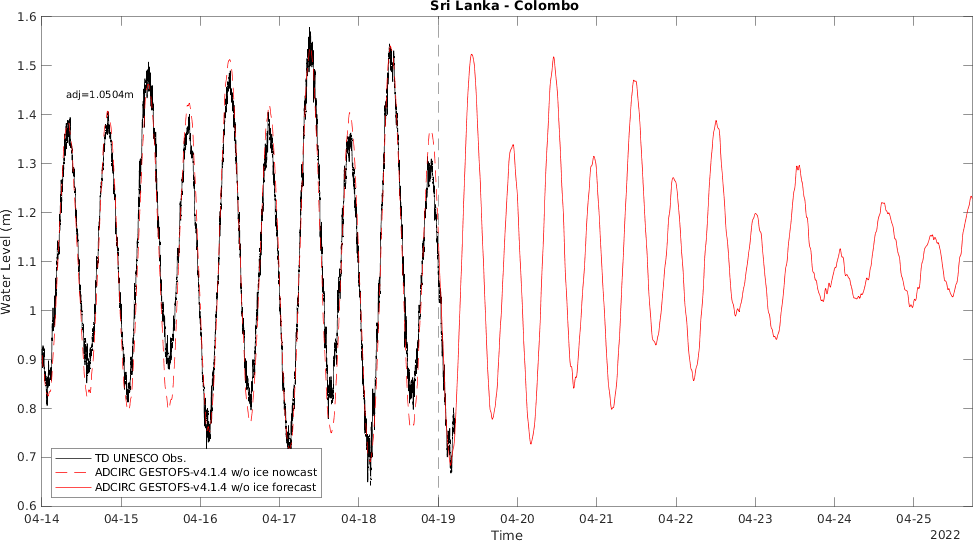 Sri Lanka - Colombo
1.6
1.5
1.4
1.3
1.2
1.1
1
0.9
0.8
0.7
0.6
Water Level (m)
adj=1.0504m
TD UNESCO Obs.
ADCIRC GESTOFS-v4.1.4 w/o ice nowcast
ADCIRC GESTOFS-v4.1.4 w/o ice forecast
04-14 04-15 04-16 04-17 04-18 04-19 04-20 04-21 04-22 04-23 04-24 04-25
Time
2022